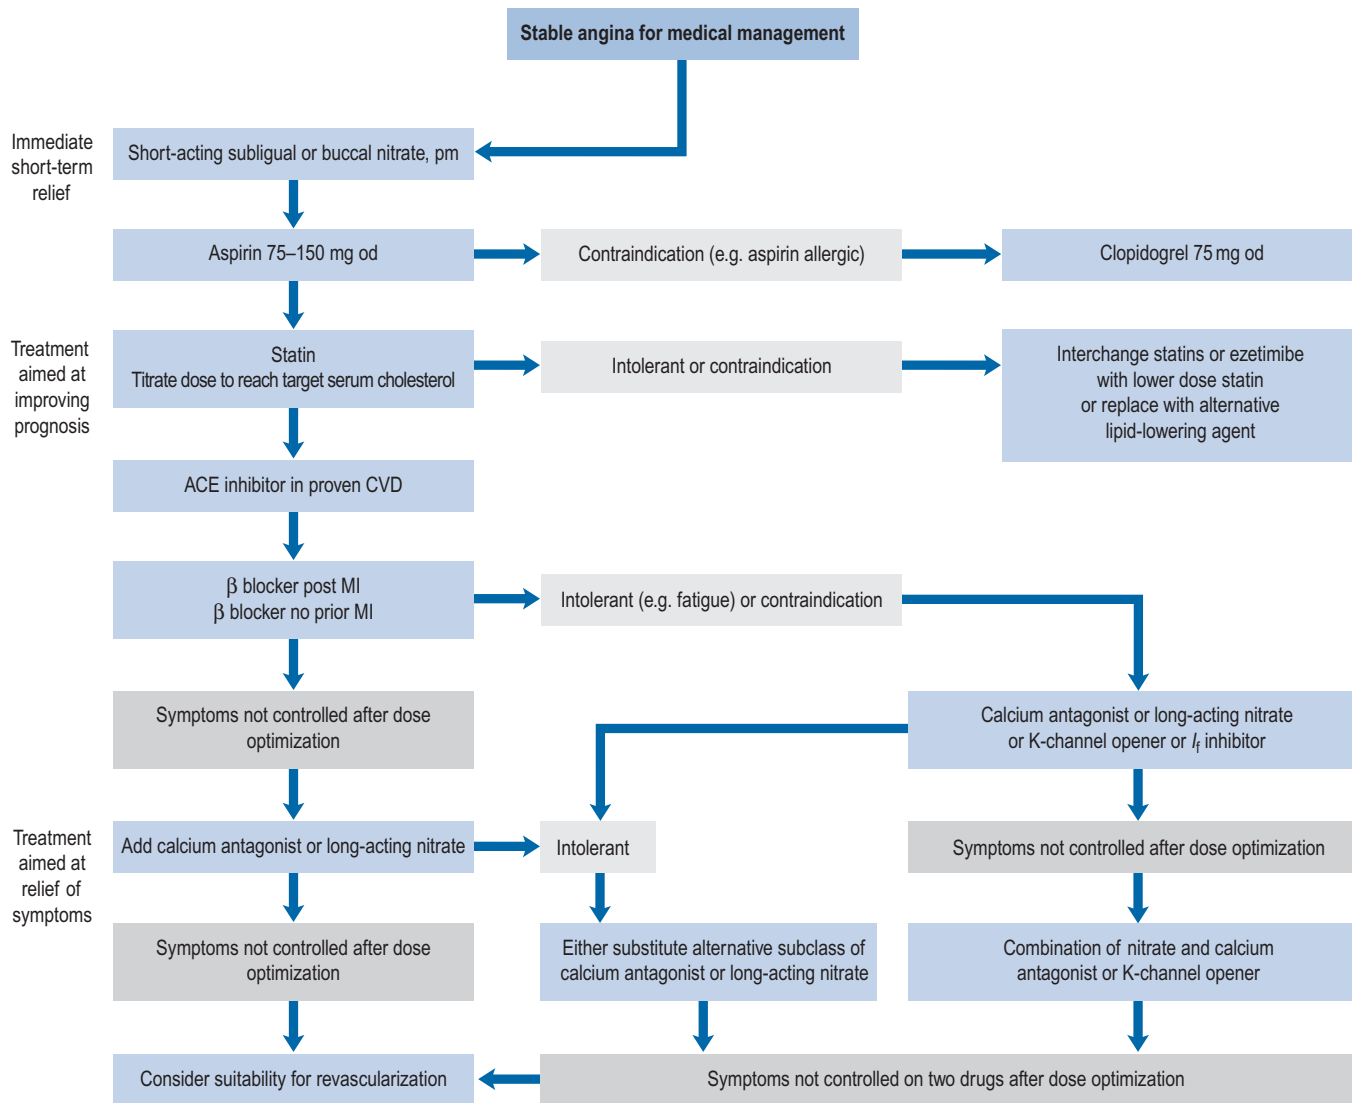 Stable angina for medical management
Immediate
short-term
relief
Short-acting subligual or buccal nitrate, pm
Aspirin 75–150 mg od
Contraindication (e.g. aspirin allergic)
Clopidogrel 75 mg od
Treatment
aimed at
improving
prognosis
Statin
Titrate dose to reach target serum cholesterol
Intolerant or contraindication
Interchange statins or ezetimibe
with lower dose statin
or replace with alternative
lipid-lowering agent
ACE inhibitor in proven CVD
β blocker post MI
β blocker no prior MI
Intolerant (e.g. fatigue) or contraindication
Symptoms not controlled after dose
optimization
Calcium antagonist or long-acting nitrate
or K-channel opener or If inhibitor
Treatment
aimed at
relief of
symptoms
Add calcium antagonist or long-acting nitrate
Intolerant
Symptoms not controlled after dose optimization
Symptoms not controlled after dose
optimization
Either substitute alternative subclass of
calcium antagonist or long-acting nitrate
Combination of nitrate and calcium
antagonist or K-channel opener
Consider suitability for revascularization
Symptoms not controlled on two drugs after dose optimization